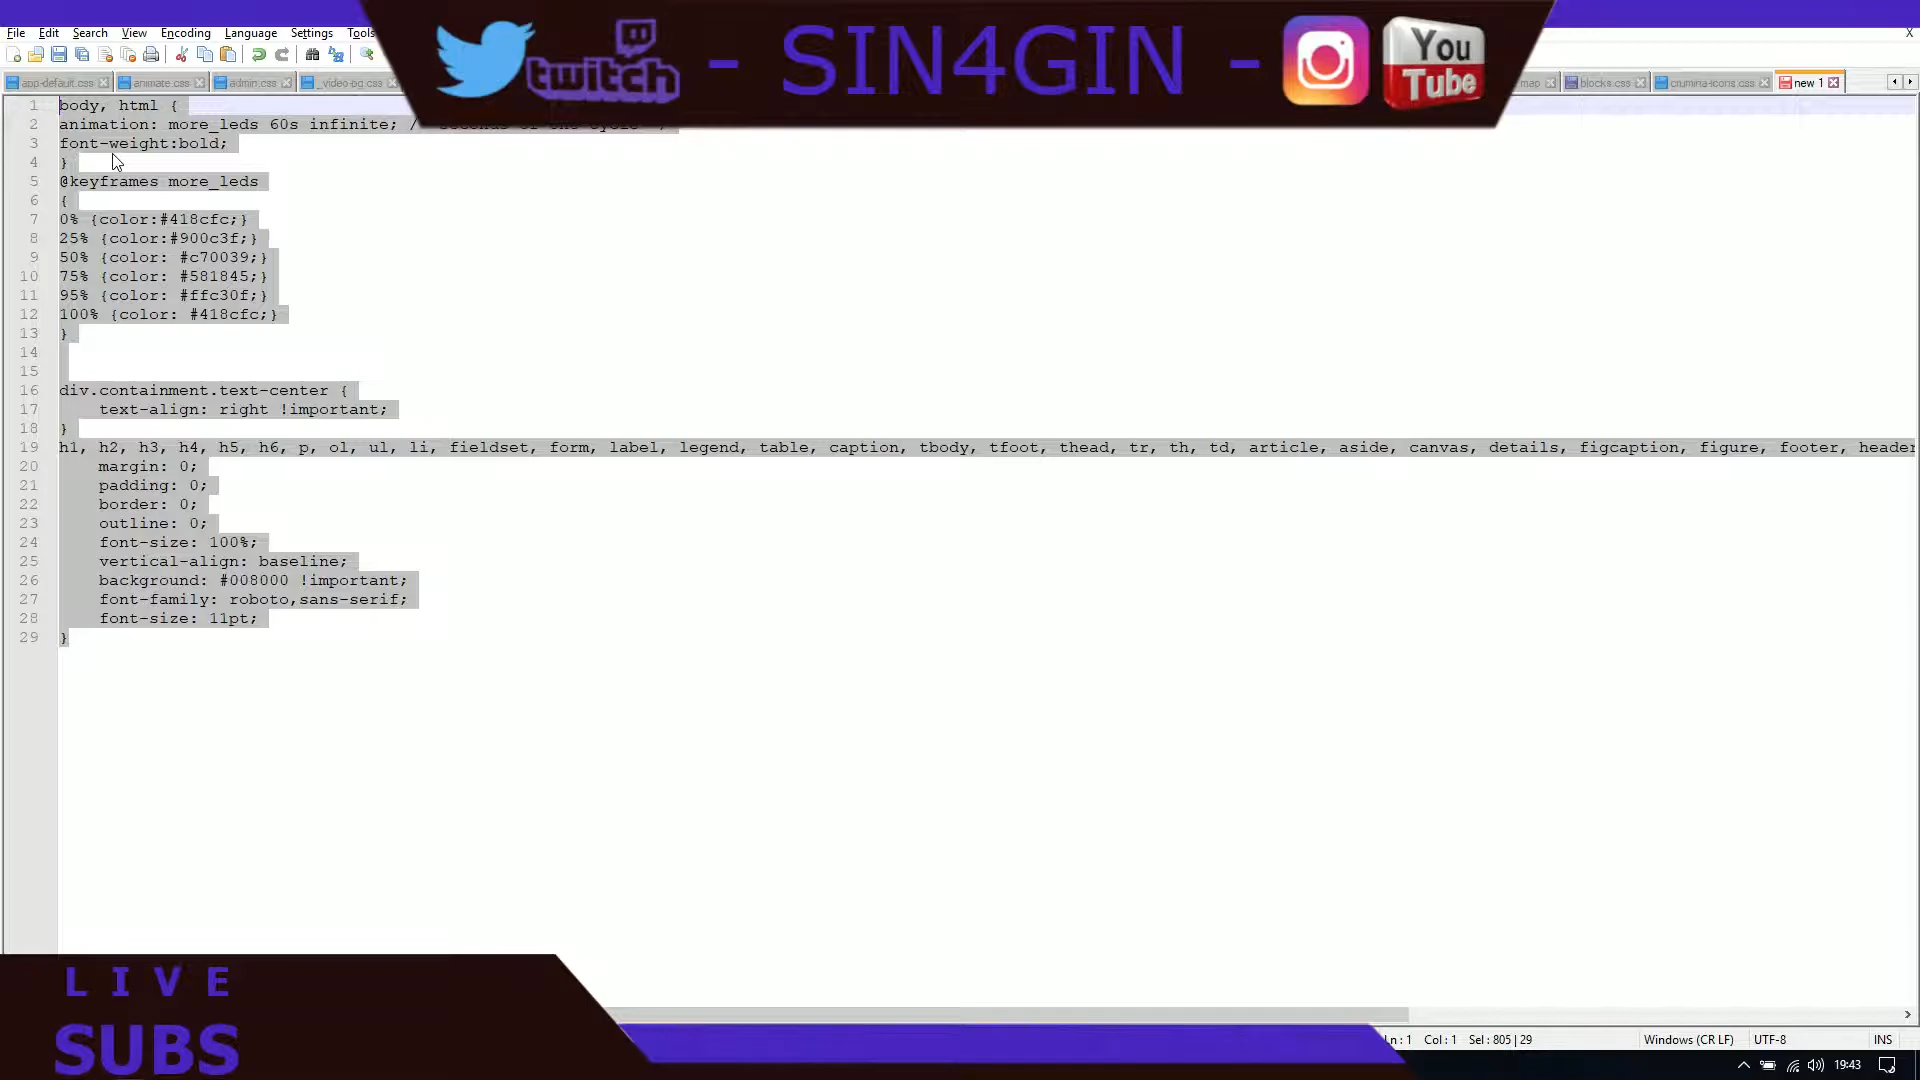 File Edit Search View Encoding Language Settings Tools
X
twitch - SIN4GIN - You Tube
app-default.css animate.css admin.css _video-bg.css map blocks.css crumina-icons.css new 1
1 body, html {
2 animation: more_leds 60s infinite; /
3 font-weight:bold;
4 }
5 @keyframes more_leds
6 {
7 0% {color:#418cfc;}
8 25% {color:#900c3f;}
9 50% {color: #c70039;}
10 75% {color: #581845;}
11 95% {color: #ffc30f;}
12 100% {color: #418cfc;}
13 }
14
15
16 div.containment.text-center {
17 text-align: right !important;
18 }
19 h1, h2, h3, h4, h5, h6, p, ol, ul, li, fieldset, form, label, legend, table, caption, tbody, tfoot, thead, tr, th, td, article, aside, canvas, details, figcaption, figure, footer, header
20 margin: 0;
21 padding: 0;
22 border: 0;
23 outline: 0;
24 font-size: 100%;
25 vertical-align: baseline;
26 background: #008000 !important;
27 font-family: roboto,sans-serif;
28 font-size: 11pt;
29 }
LIVE
SUBS
Ln : 1 Col : 1 Sel : 805 | 29 Windows (CR LF) UTF-8 INS
19:43